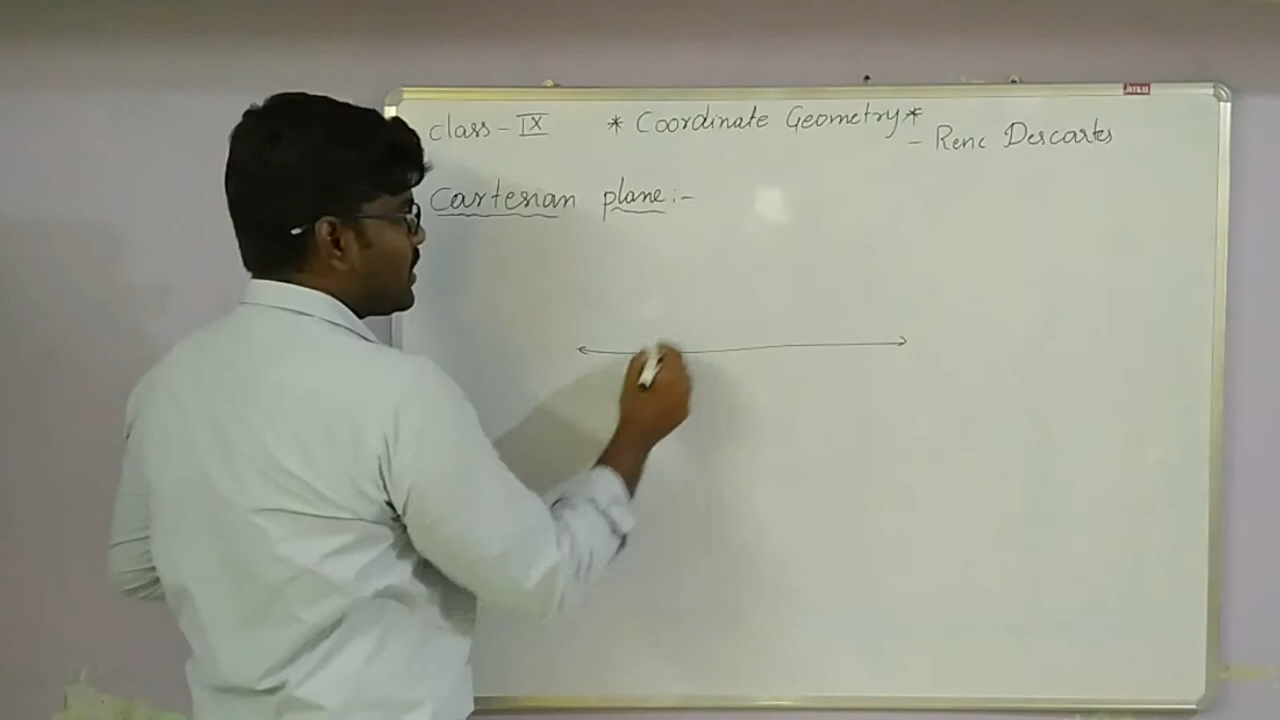 class - IX * Coordinate Geometry *
- Rene Descartes
Cartesian plane :-